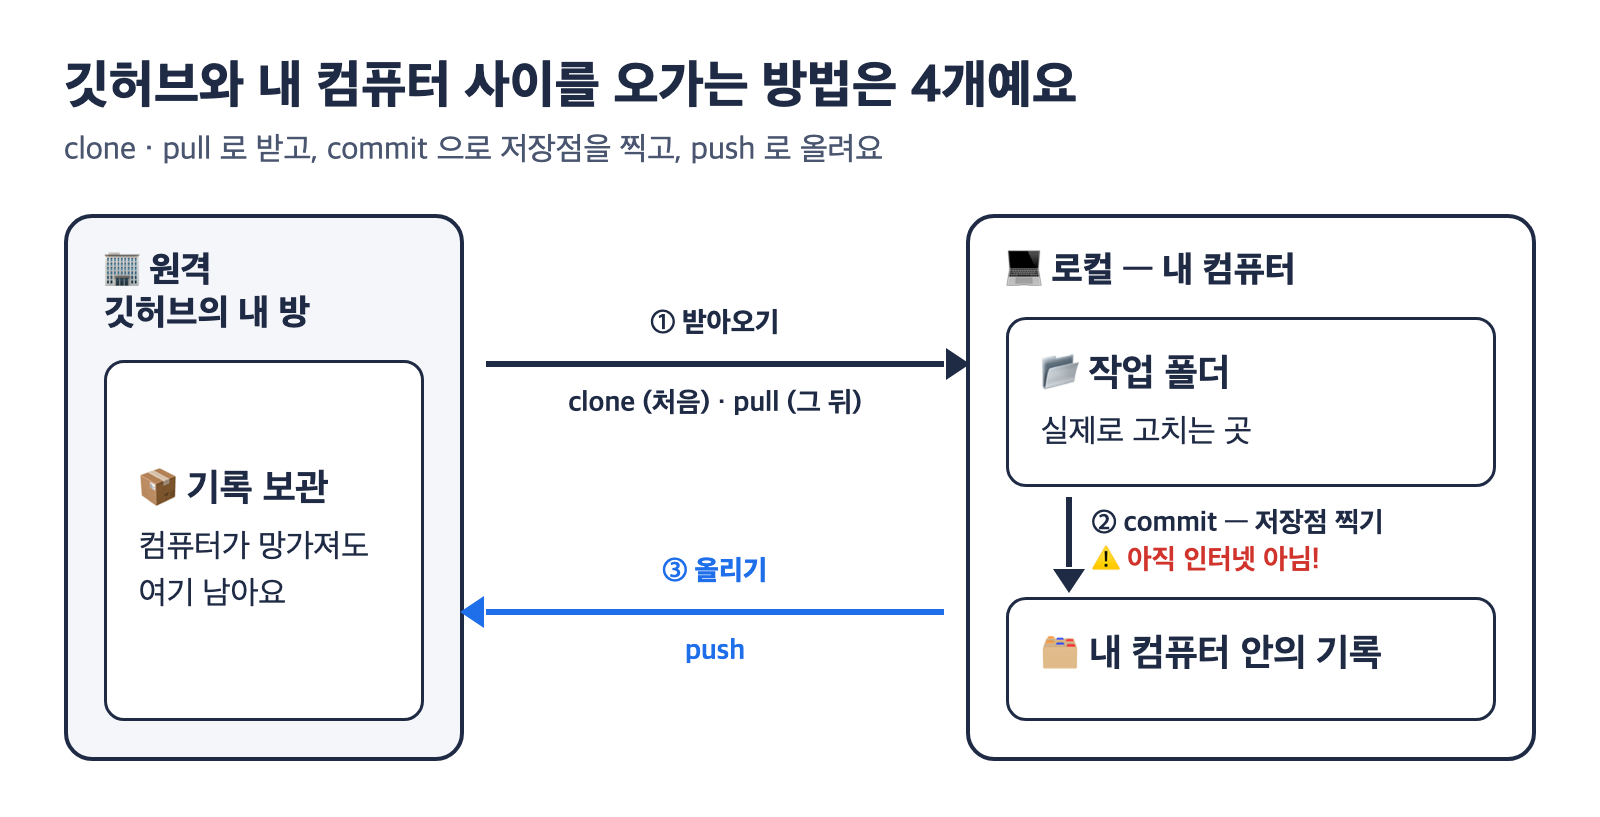 깃허브와 내 컴퓨터 사이를 오가는 방법은 4개예요
clone · pull 로 받고, commit 으로 저장점을 찍고, push 로 올려요
원격
깃허브의 내 방
기록 보관
컴퓨터가 망가져도
여기 남아요
① 받아오기
clone (처음) · pull (그 뒤)
③ 올리기
push
로컬 — 내 컴퓨터
작업 폴더
실제로 고치는 곳
② commit — 저장점 찍기
⚠️ 아직 인터넷 아님!
내 컴퓨터 안의 기록